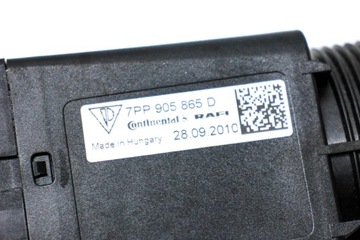 7PP 905 865 D
Continental RAFI
Made in Hungary 28.09.2010